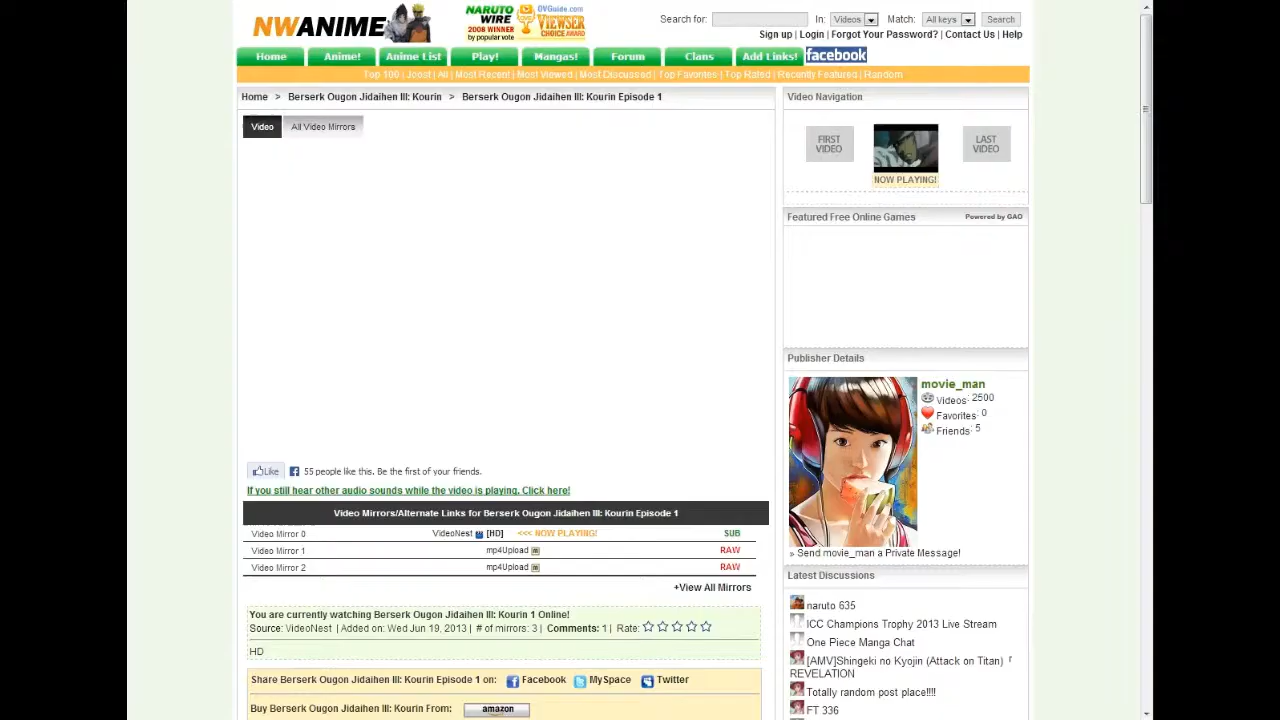 NWANIME
NARUTO
WIRE
2008 WINNER
by popular vote
OVGuide.com
VIEWSER
CHOICE AWARD
Search for: In: Videos Match: All keys Search
Sign up | Login | Forgot Your Password? | Contact Us | Help
Home Anime! Anime List Play! Mangas! Forum Clans Add Links! facebook
Top 100 | Joost | All | Most Recent | Most Viewed | Most Discussed | Top Favorites | Top Rated | Recently Featured | Random
Home > Berserk Ougon Jidaihen III: Kourin > Berserk Ougon Jidaihen III: Kourin Episode 1
Video All Video Mirrors
Like 55 people like this. Be the first of your friends.
If you still hear other audio sounds while the video is playing, Click here!
Video Mirrors/Alternate Links for Berserk Ougon Jidaihen III: Kourin Episode 1
Video Mirror 0 VideoNest [HD] <<< NOW PLAYING! SUB
Video Mirror 1 mp4Upload RAW
Video Mirror 2 mp4Upload RAW
+View All Mirrors
You are currently watching Berserk Ougon Jidaihen III: Kourin 1 Online!
Source: VideoNest | Added on: Wed Jun 19, 2013 | # of mirrors: 3 | Comments: 1 | Rate:
HD
Share Berserk Ougon Jidaihen III: Kourin Episode 1 on: Facebook MySpace Twitter
Buy Berserk Ougon Jidaihen III: Kourin From: amazon
Video Navigation
FIRST
VIDEO
NOW PLAYING!
LAST
VIDEO
Featured Free Online Games Powered by GAO
Publisher Details
movie_man
Videos: 2500
Favorites: 0
Friends: 5
» Send movie_man a Private Message!
Latest Discussions
naruto 635
ICC Champions Trophy 2013 Live Stream
One Piece Manga Chat
[AMV]Shingeki no Kyojin (Attack on Titan)『
REVELATION
Totally random post place!!!!
FT 336